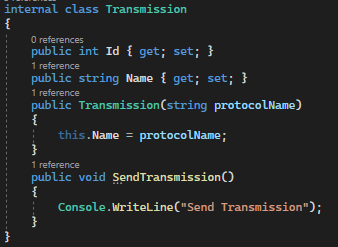 internal class Transmission
{
0 references
public int Id { get; set; }
1 reference
public string Name { get; set; }
1 reference
public Transmission(string protocolName)
{
this.Name = protocolName;
}
1 reference
public void SendTransmission()
{
Console.WriteLine("Send Transmission");
}
}